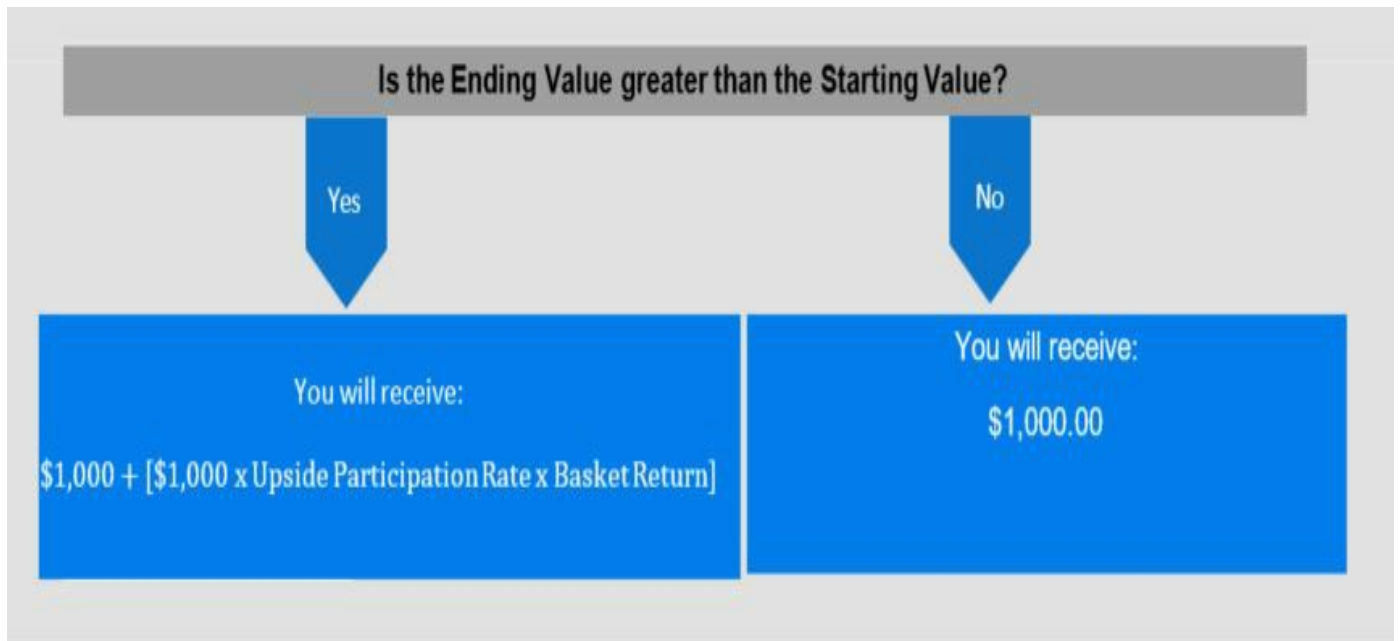 Is the Ending Value greater than the Starting Value?
Yes
No
You will receive:
$1,000 + [$1,000 x Upside Participation Rate x Basket Return]
You will receive:
$1,000.00